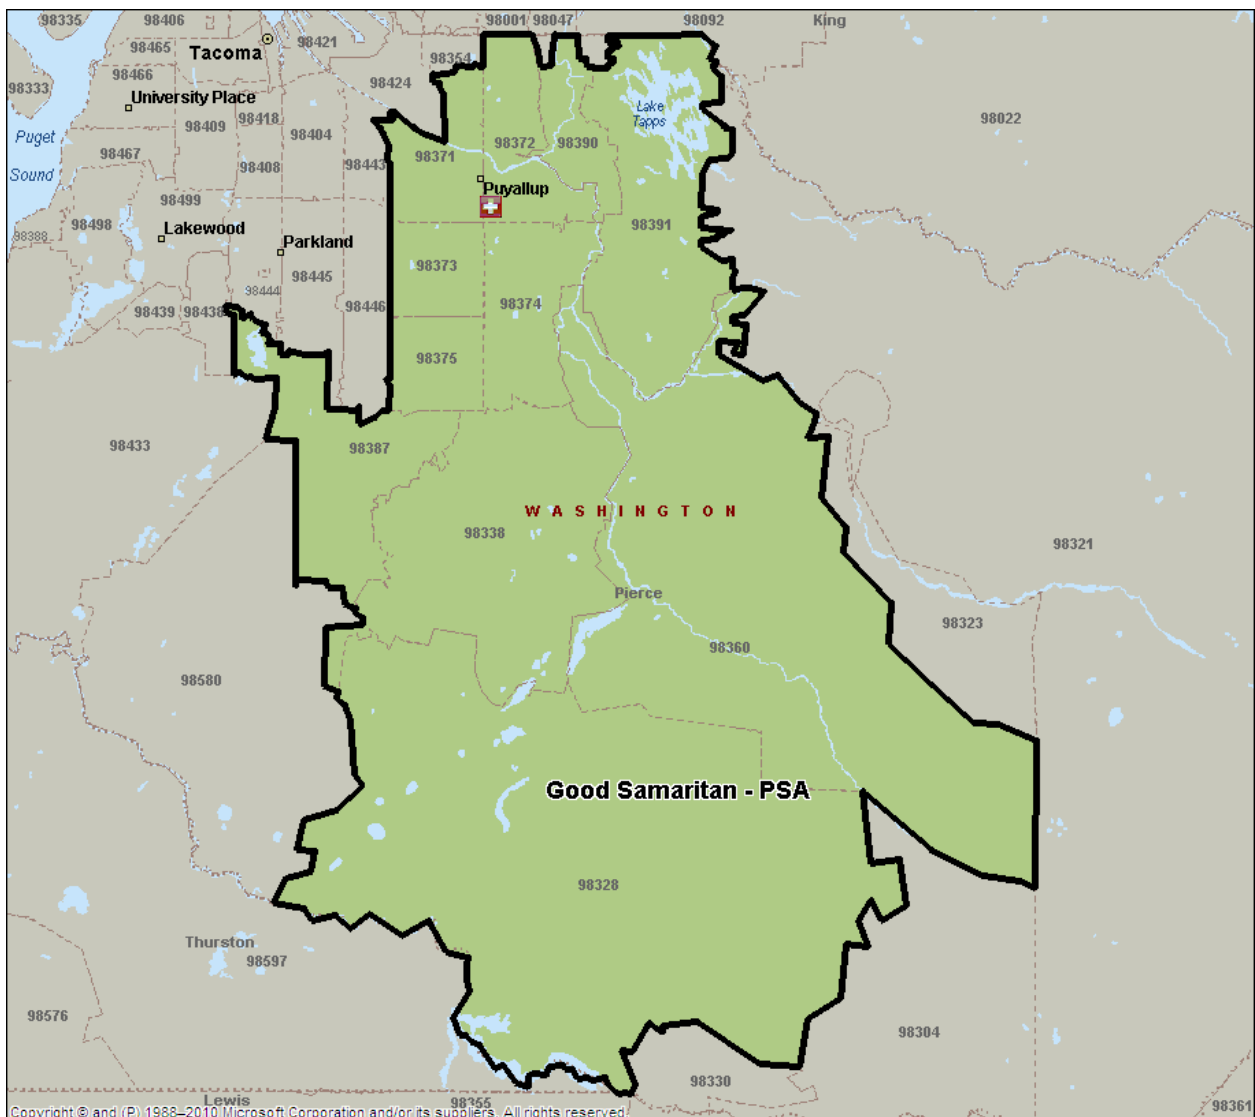 98335
98406
98001
98047
98092
King
98465
98421
Tacoma
98354
98466
98424
98333
University Place
98409
98418
98404
Lake
Tapps
98022
Puget
98467
98408
98443
98371
98372
98390
Sound
Puyallup
98499
98498
Lakewood
98391
98388
Parkland
98445
98373
98444
98439
98438
98446
98374
98375
98433
98387
WASHINGTON
98338
98321
Pierce
98323
98360
98580
Good Samaritan - PSA
98328
Thurston
98597
98576
98304
98330
Lewis
98355
98361
Copyright © and (P) 1988–2010 Microsoft Corporation and/or its suppliers. All rights reserved.